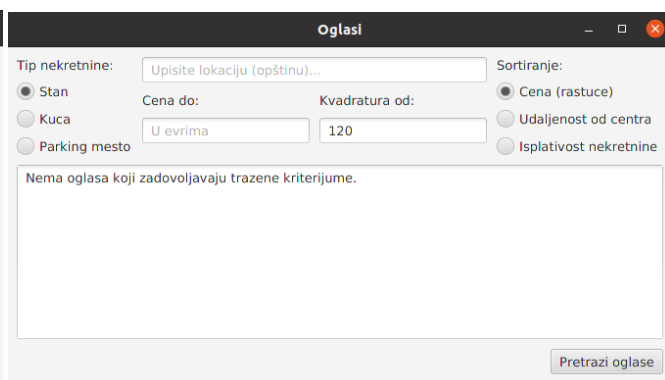 Oglasi
Tip nekretnine:
Stan
Kuca
Parking mesto
Upisite lokaciju (opštinu)...
Cena do:
Kvadratura od:
U evrima
120
Sortiranje:
Cena (rastuce)
Udaljenost od centra
Isplativost nekretnine
Nema oglasa koji zadovoljavaju trazene kriterijume.
Pretrazi oglase